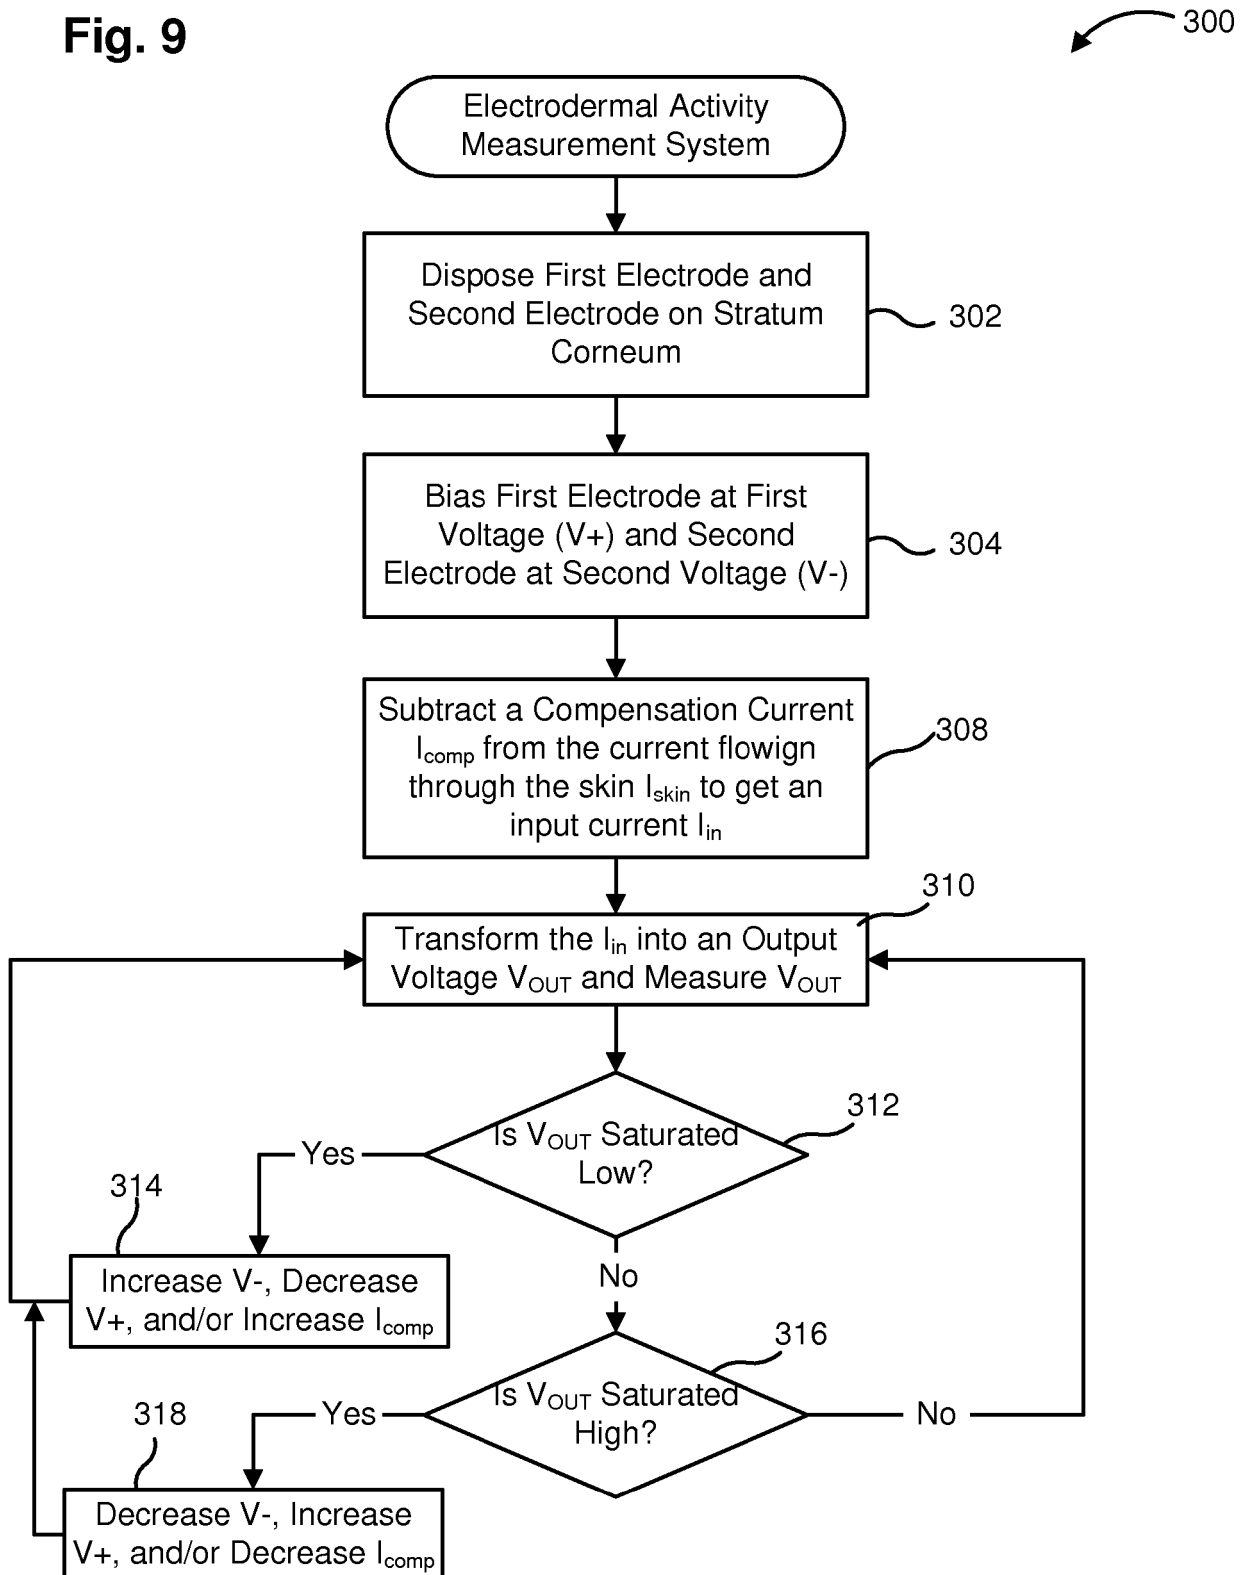 Fig. 9
300
Electrodermal Activity
Measurement System
Dispose First Electrode and
Second Electrode on Stratum
Corneum
302
Bias First Electrode at First
Voltage (V+) and Second
Electrode at Second Voltage (V-)
304
Subtract a Compensation Current
Icomp from the current flowign
through the skin Iskin to get an
input current Iin
308
310
Transform the Iin into an Output
Voltage VOUT and Measure VOUT
312
Is VOUT Saturated
Low?
Yes
314
Increase V-, Decrease
V+, and/or Increase Icomp
No
316
Is VOUT Saturated
High?
Yes
No
318
Decrease V-, Increase
V+, and/or Decrease Icomp